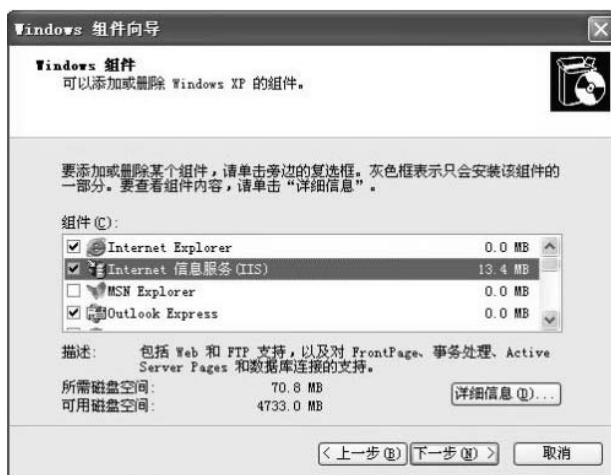 Windows 组件向导
Windows 组件
可以添加或删除 Windows XP 的组件。
要添加或删除某个组件，请单击旁边的复选框。灰色框表示只会安装该组件的
一部分。要查看组件内容，请单击“详细信息”。
组件(C):
Internet Explorer 0.0 MB
Internet 信息服务(IIS) 13.4 MB
MSN Explorer 0.0 MB
Outlook Express 0.0 MB
描述: 包括 Web 和 FTP 支持，以及对 FrontPage、事务处理、Active
Server Pages 和数据库连接的支持。
所需磁盘空间: 70.8 MB
可用磁盘空间: 4733.0 MB
详细信息(D)...
< 上一步(B) 下一步(N) > 取消